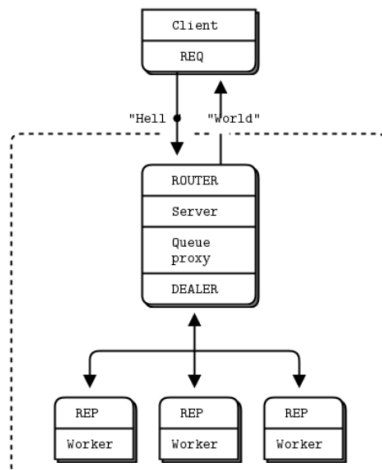 Client
REQ
"Hell "World"
ROUTER
Server
Queue
proxy
DEALER
REP REP REP
Worker Worker Worker